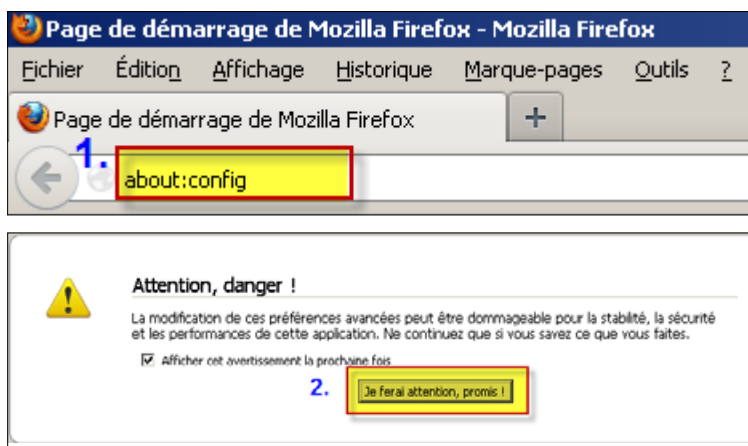 Page de démarrage de Mozilla Firefox - Mozilla Firefox
Fichier Édition Affichage Historique Marque-pages Outils ?
Page de démarrage de Mozilla Firefox +
1.
about:config
Attention, danger !
La modification de ces préférences avancées peut être dommageable pour la stabilité, la sécurité
et les performances de cette application. Ne continuez que si vous savez ce que vous faites.
Afficher cet avertissement la prochaine fois
2. Je ferai attention, promis !